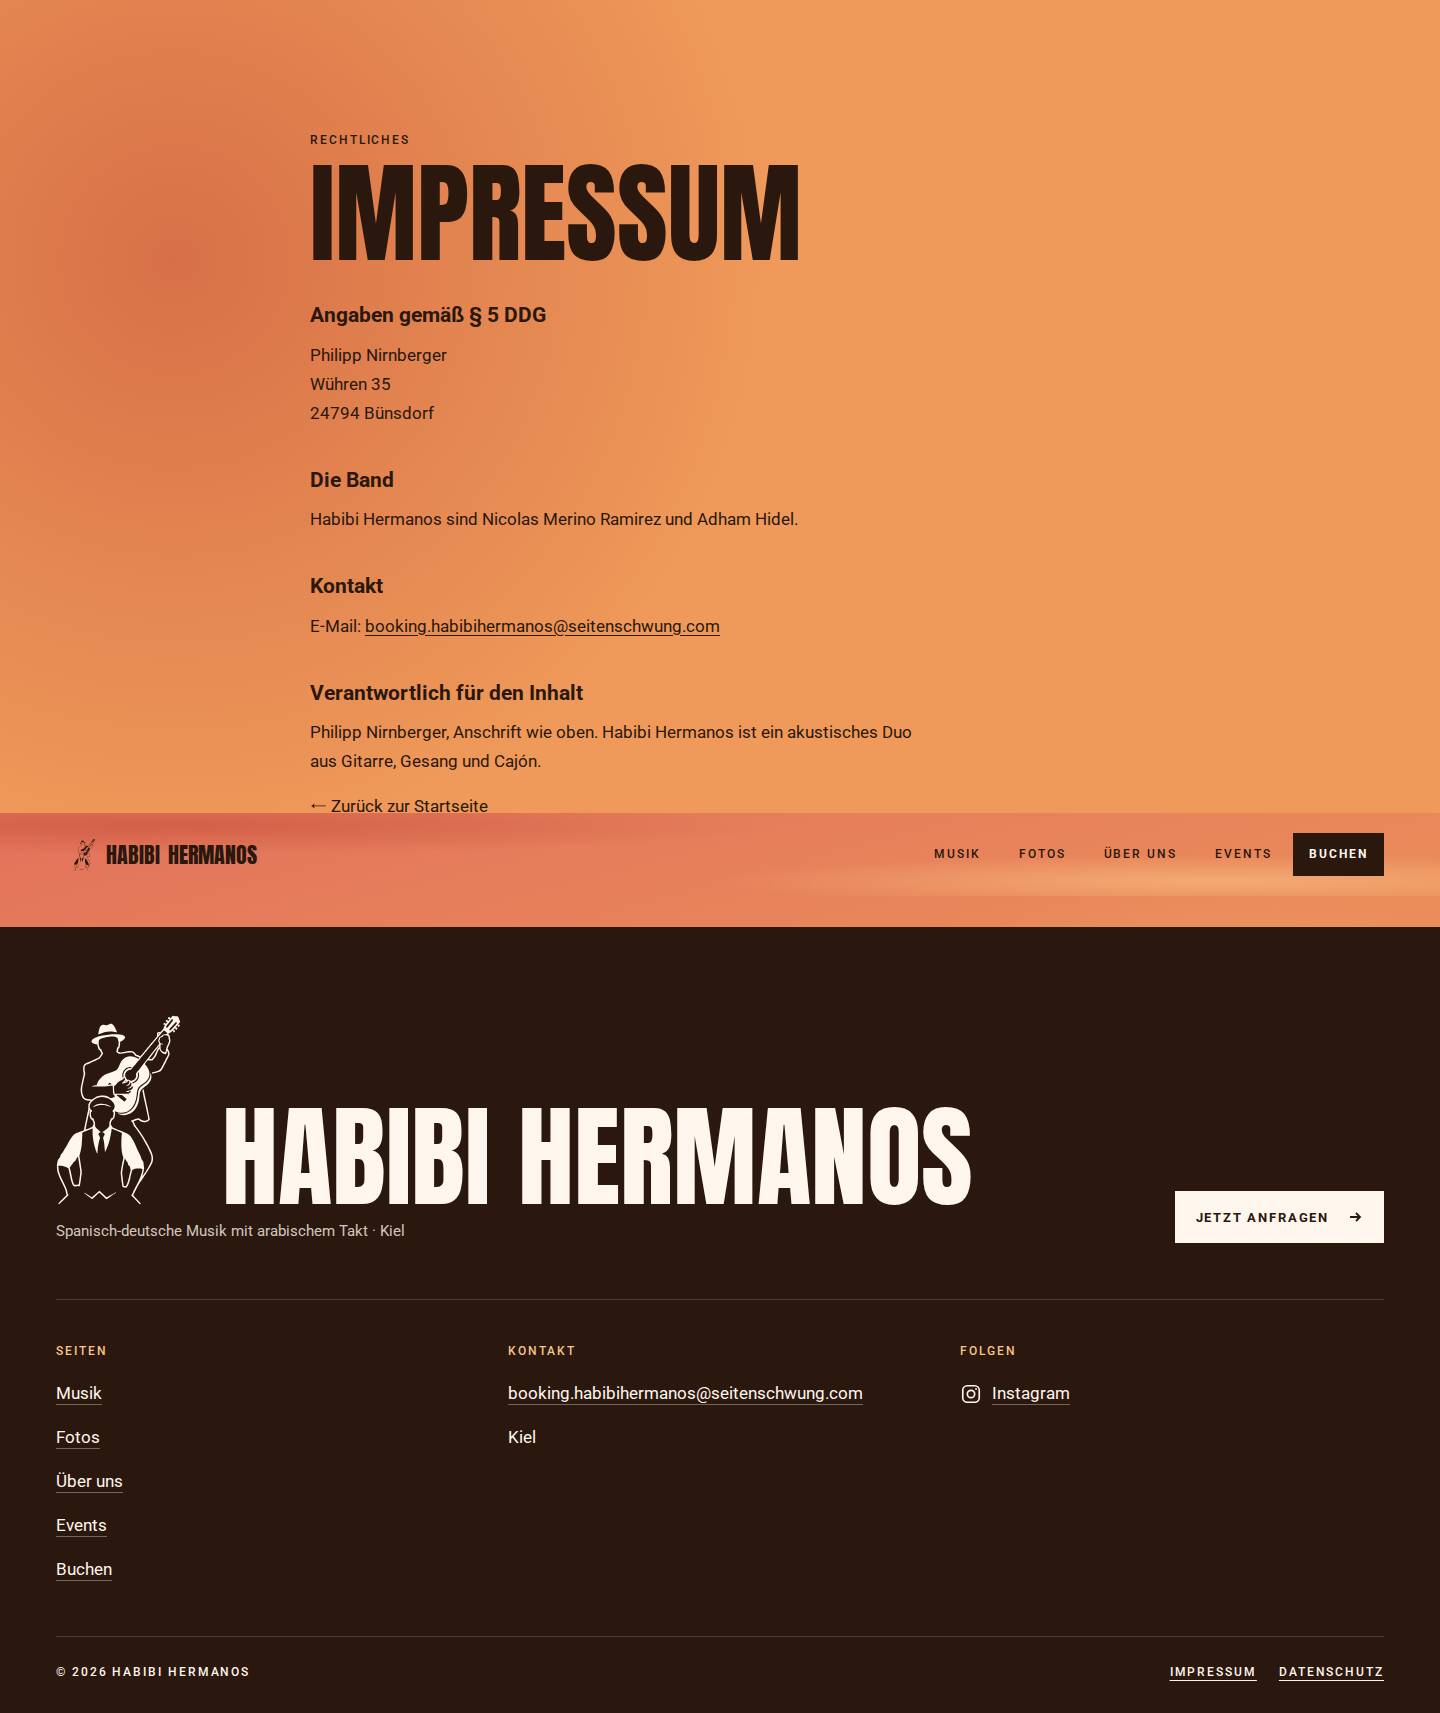 RECHTLICHES
IMPRESSUM
Angaben gemäß § 5 DDG
Philipp Nirnberger
Wühren 35
24794 Bünsdorf
Die Band
Habibi Hermanos sind Nicolas Merino Ramirez und Adham Hidel.
Kontakt
E-Mail: booking.habibihermanos@seitenschwung.com
Verantwortlich für den Inhalt
Philipp Nirnberger, Anschrift wie oben. Habibi Hermanos ist ein akustisches Duo
aus Gitarre, Gesang und Cajón.
← Zurück zur Startseite
HABIBI HERMANOS
MUSIK FOTOS ÜBER UNS EVENTS BUCHEN
HABIBI HERMANOS
Spanisch-deutsche Musik mit arabischem Takt · Kiel
JETZT ANFRAGEN →
SEITEN
Musik
Fotos
Über uns
Events
Buchen
KONTAKT
booking.habibihermanos@seitenschwung.com
Kiel
FOLGEN
Instagram
© 2026 HABIBI HERMANOS
IMPRESSUM DATENSCHUTZ